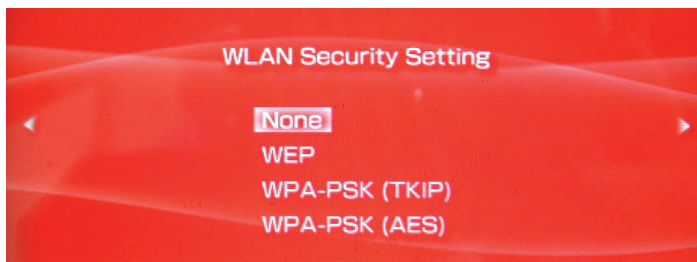 WLAN Security Setting
None
WEP
WPA-PSK (TKIP)
WPA-PSK (AES)